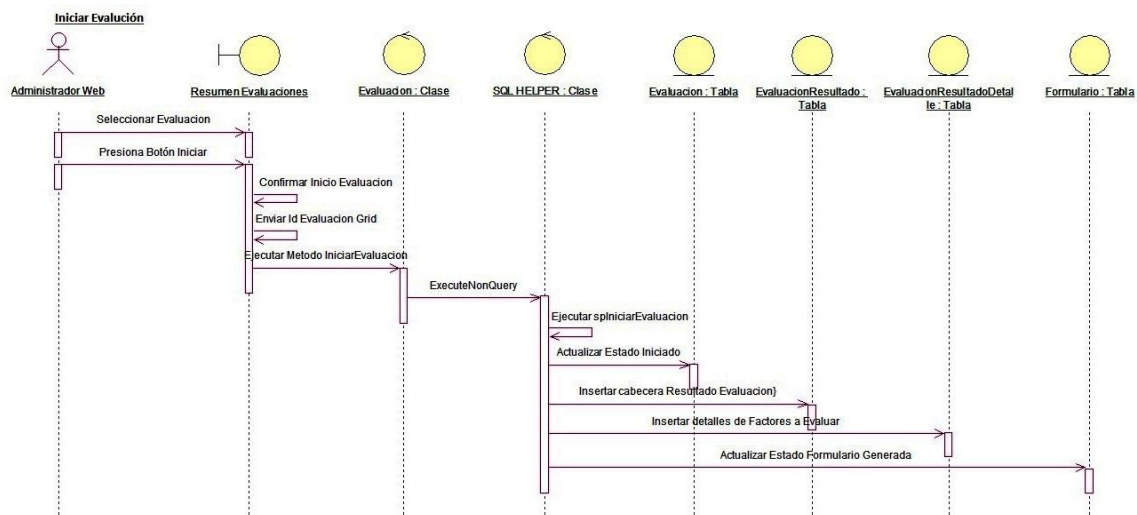 Iniciar Evalución
Administrador Web
Resumen Evaluaciones
Evaluacion : Clase
SQL HELPER : Clase
Evaluacion : Tabla
EvaluacionResultado :
Tabla
EvaluacionResultadoDetal
le : Tabla
Formulario : Tabla
Seleccionar Evaluacion
Presiona Botón Iniciar
Confirmar Inicio Evaluacion
Enviar Id Evaluacion Grid
Ejecutar Metodo IniciarEvaluacion
ExecuteNonQuery
Ejecutar spIniciarEvaluacion
Actualizar Estado Iniciado
Insertar cabecera Resultado Evaluacion}
Insertar detalles de Factores a Evaluar
Actualizar Estado Formulario Generada